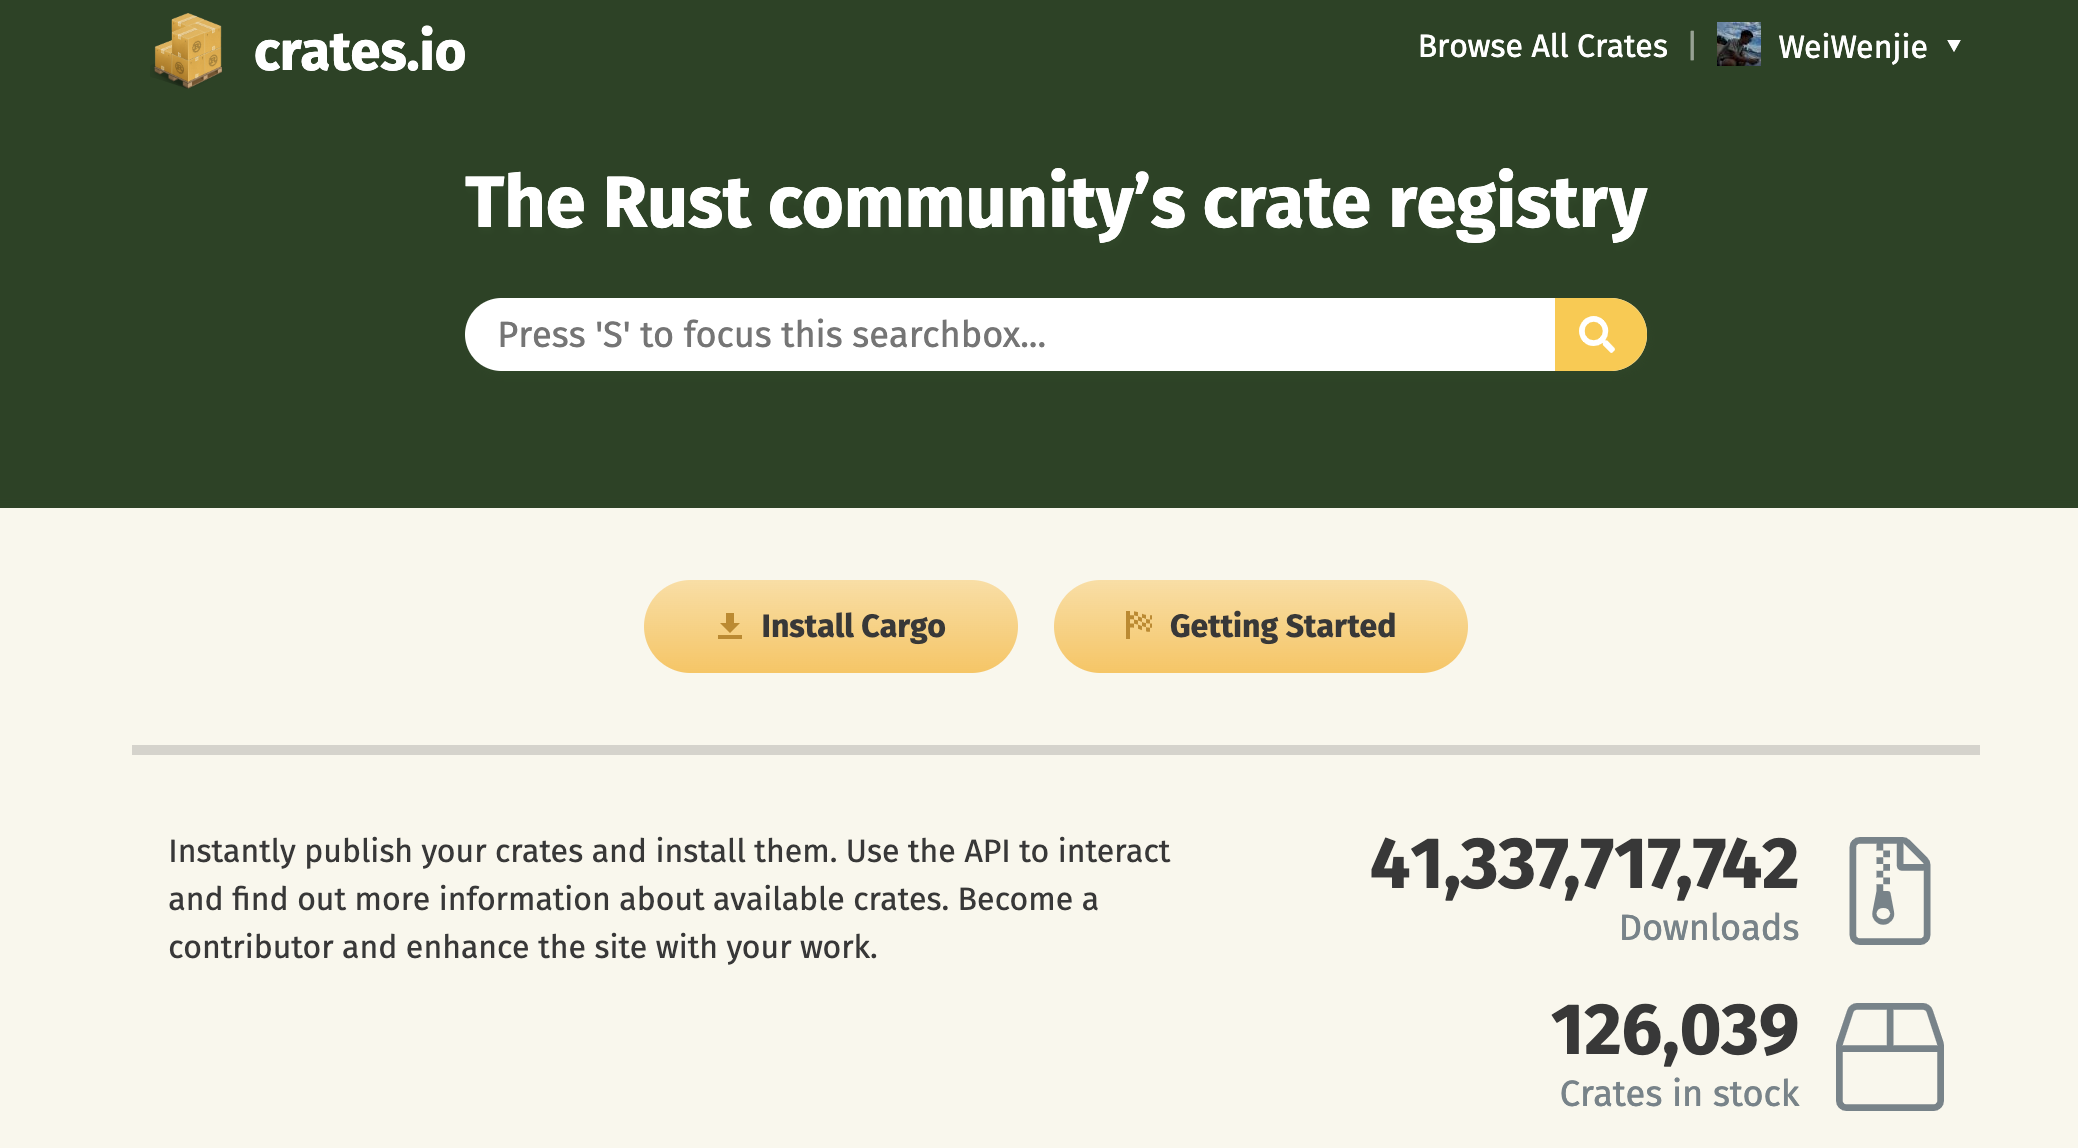 crates.io
Browse All Crates | WeiWenjie
The Rust community’s crate registry
Press 'S' to focus this searchbox...
Install Cargo
Getting Started
Instantly publish your crates and install them. Use the API to interact
and find out more information about available crates. Become a
contributor and enhance the site with your work.
41,337,717,742
Downloads
126,039
Crates in stock